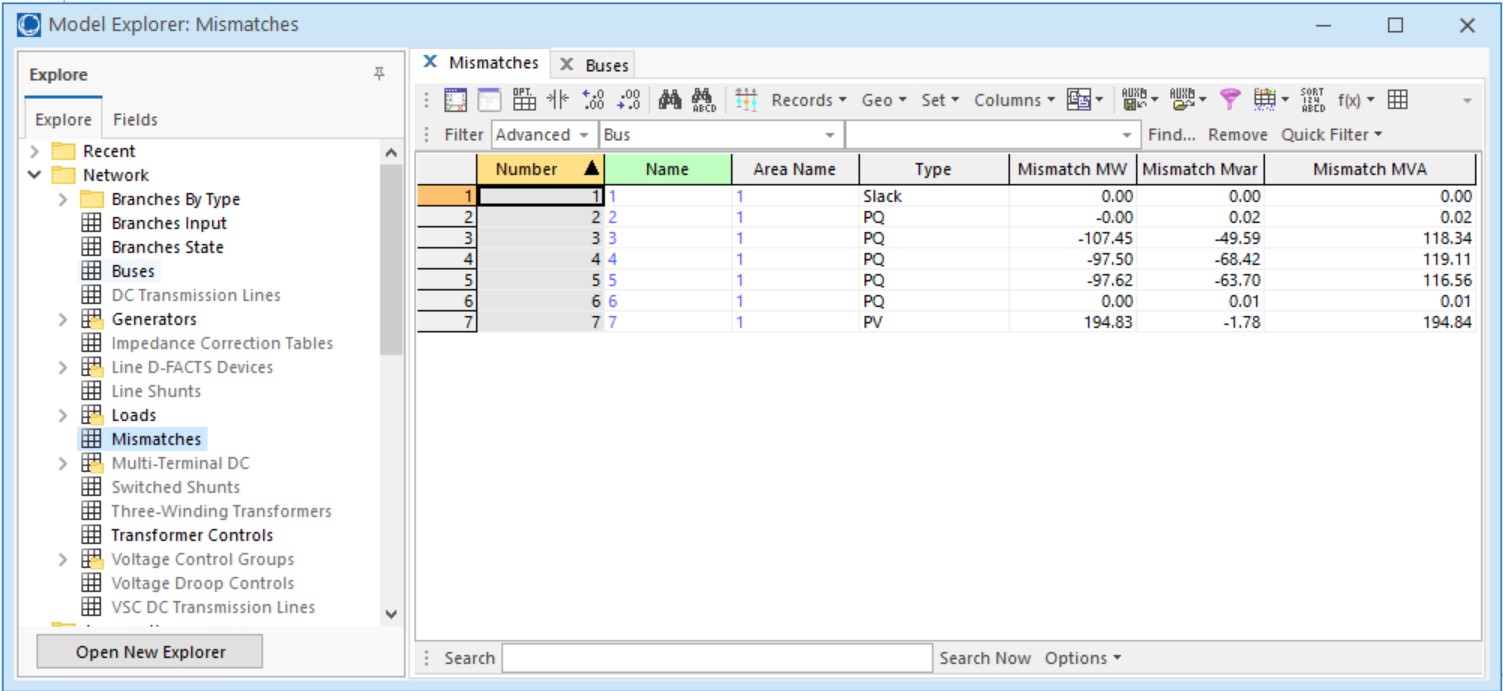 Model Explorer: Mismatches
Explore
Explore Fields
Recent
Network
Branches By Type
Branches Input
Branches State
Buses
DC Transmission Lines
Generators
Impedance Correction Tables
Line D-FACTS Devices
Line Shunts
Loads
Mismatches
Multi-Terminal DC
Switched Shunts
Three-Winding Transformers
Transformer Controls
Voltage Control Groups
Voltage Droop Controls
VSC DC Transmission Lines
Open New Explorer
Mismatches Buses
Records Geo Set Columns f(x)
Filter Advanced Bus Find... Remove Quick Filter
Number Name Area Name Type Mismatch MW Mismatch Mvar Mismatch MVA
1 1 1 1 Slack 0.00 0.00 0.00
2 2 2 1 PQ -0.00 0.02 0.02
3 3 3 1 PQ -107.45 -49.59 118.34
4 4 4 1 PQ -97.50 -68.42 119.11
5 5 5 1 PQ -97.62 -63.70 116.56
6 6 6 1 PQ 0.00 0.01 0.01
7 7 7 1 PV 194.83 -1.78 194.84
Search Search Now Options